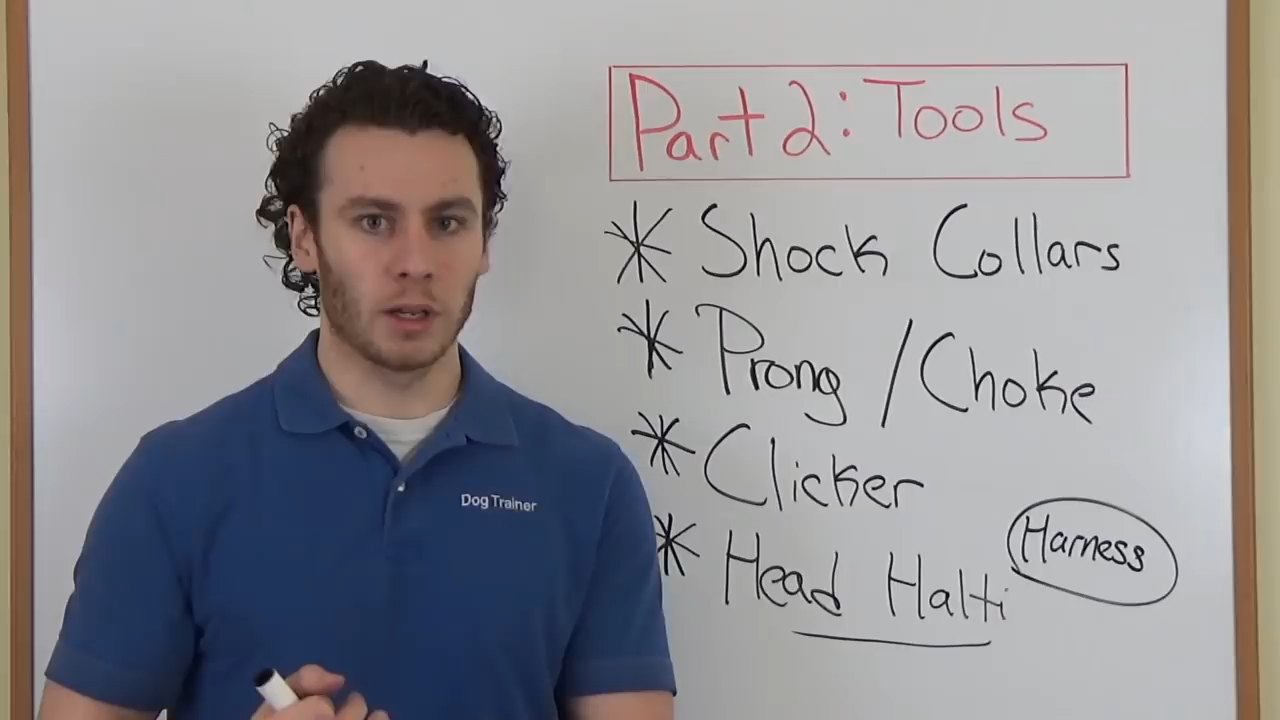 Part 2: Tools
* Shock Collars
* Prong / Choke
* Clicker
Harness
* Head Halti
Dog Trainer